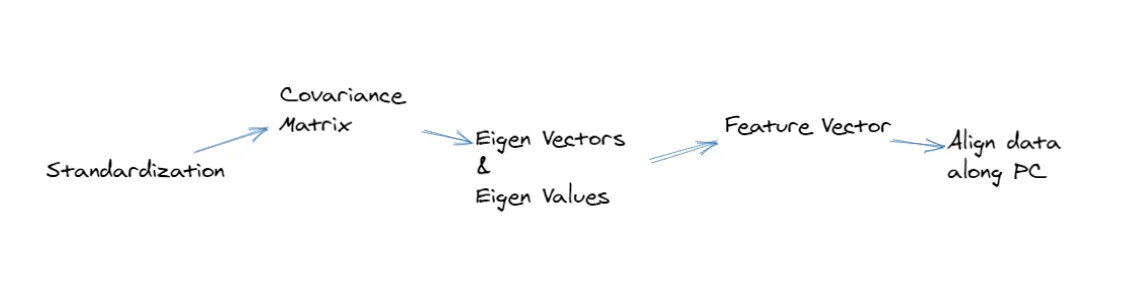 Standardization
Covariance
Matrix
Eigen Vectors
&
Eigen Values
Feature Vector
Align data
along PC